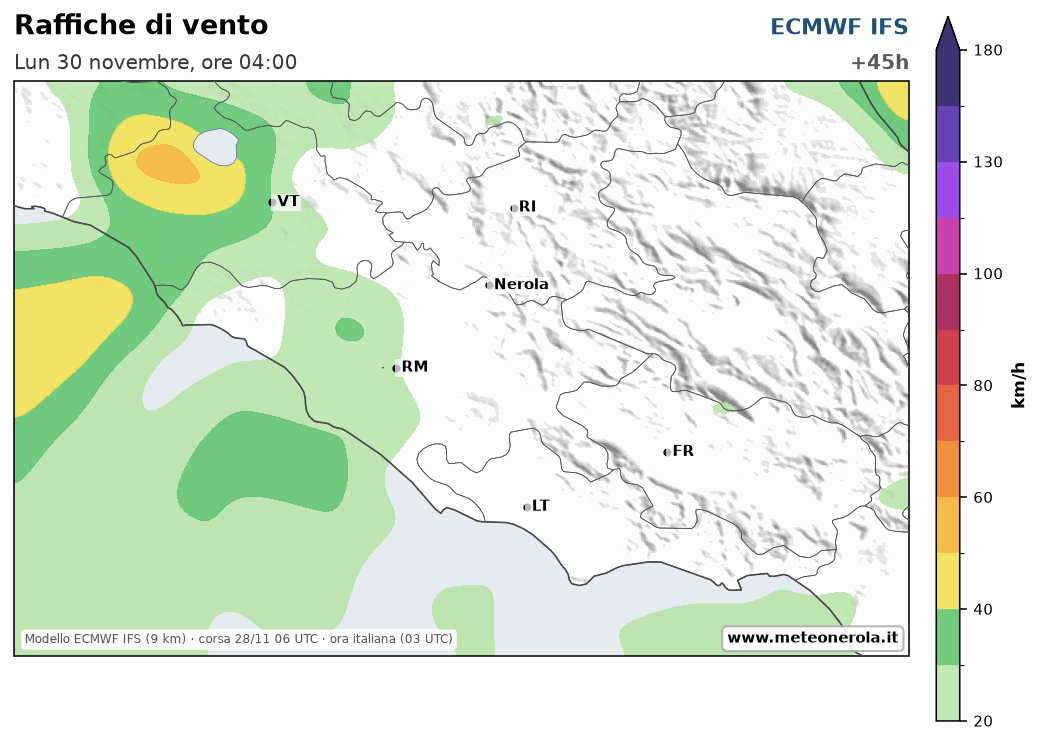 Raffiche di vento
ECMWF IFS
Lun 30 novembre, ore 04:00
+45h
180
130
100
80
60
40
20
km/h
VT
RI
Nerola
RM
FR
LT
Modello ECMWF IFS (9 km) · corsa 28/11 06 UTC · ora italiana (03 UTC)
www.meteonerola.it